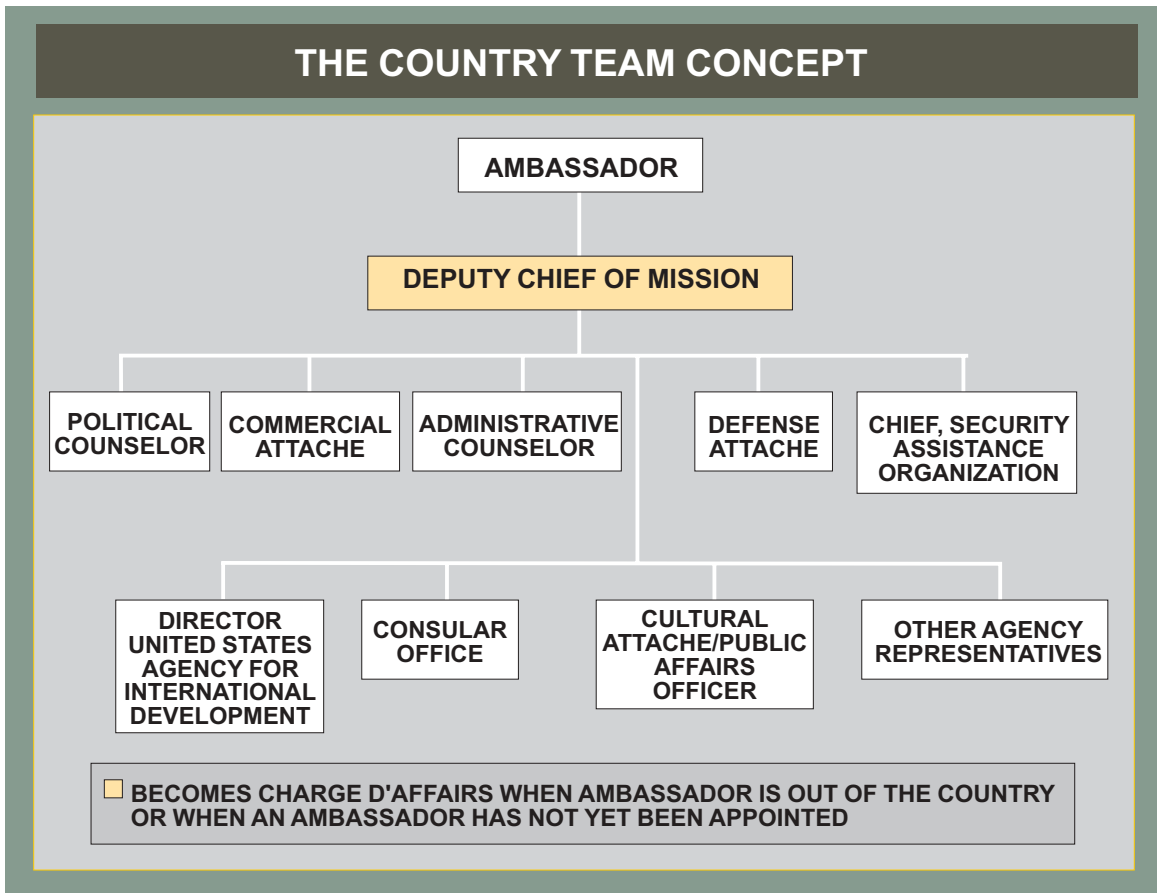 THE COUNTRY TEAM CONCEPT
AMBASSADOR
DEPUTY CHIEF OF MISSION
POLITICAL
COUNSELOR
COMMERCIAL
ATTACHE
ADMINISTRATIVE
COUNSELOR
DEFENSE
ATTACHE
CHIEF, SECURITY
ASSISTANCE
ORGANIZATION
DIRECTOR
UNITED STATES
AGENCY FOR
INTERNATIONAL
DEVELOPMENT
CONSULAR
OFFICE
CULTURAL
ATTACHE/PUBLIC
AFFAIRS
OFFICER
OTHER AGENCY
REPRESENTATIVES
BECOMES CHARGE D'AFFAIRS WHEN AMBASSADOR IS OUT OF THE COUNTRY
OR WHEN AN AMBASSADOR HAS NOT YET BEEN APPOINTED